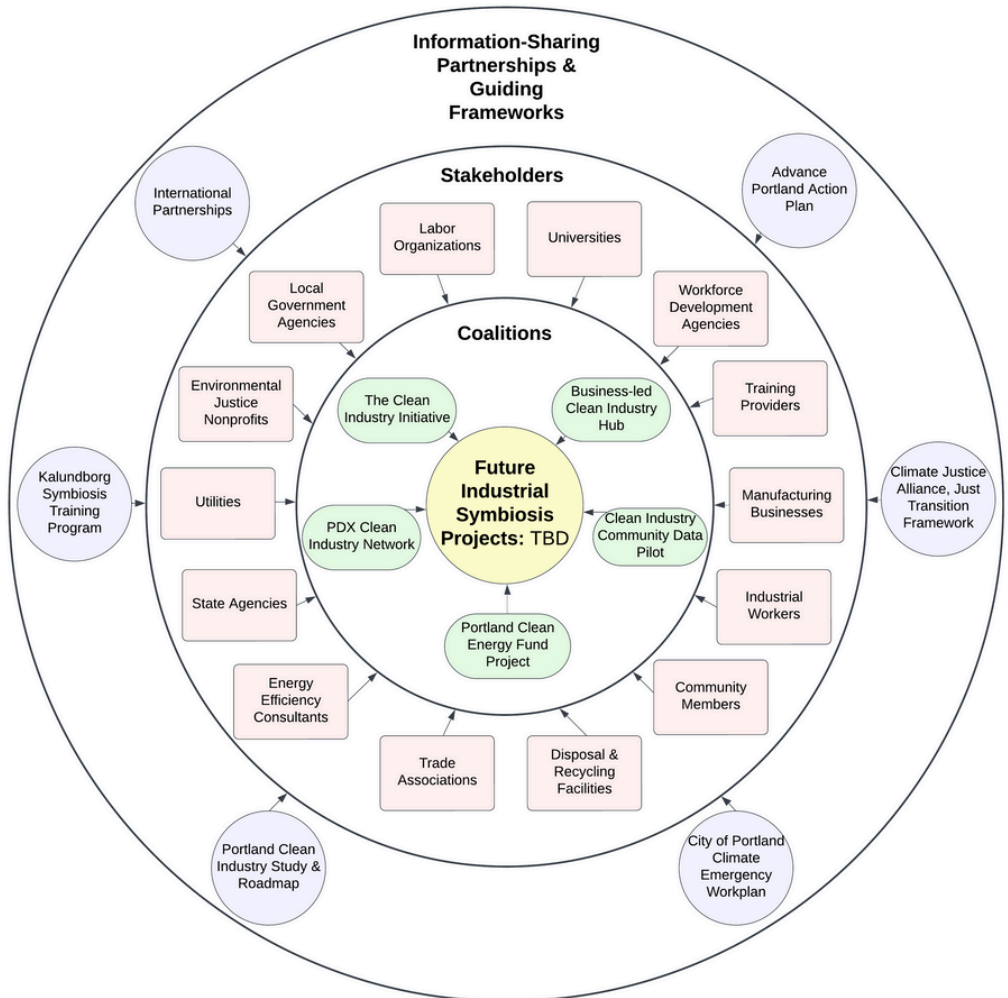 Information-Sharing
Partnerships &
Guiding
Frameworks
International
Partnerships
Advance
Portland Action
Plan
Stakeholders
Labor
Organizations
Universities
Local
Government
Agencies
Workforce
Development
Agencies
Environmental
Justice
Nonprofits
Training
Providers
Coalitions
The Clean
Industry Initiative
Business-led
Clean Industry
Hub
Kalundborg
Symbiosis
Training
Program
Utilities
PDX Clean
Industry Network
Future
Industrial
Symbiosis
Projects: TBD
Clean Industry
Community Data
Pilot
Manufacturing
Businesses
Climate Justice
Alliance, Just
Transition
Framework
State Agencies
Portland Clean
Energy Fund
Project
Industrial
Workers
Energy
Efficiency
Consultants
Community
Members
Trade
Associations
Disposal &
Recycling
Facilities
Portland Clean
Industry Study &
Roadmap
City of Portland
Climate
Emergency
Workplan